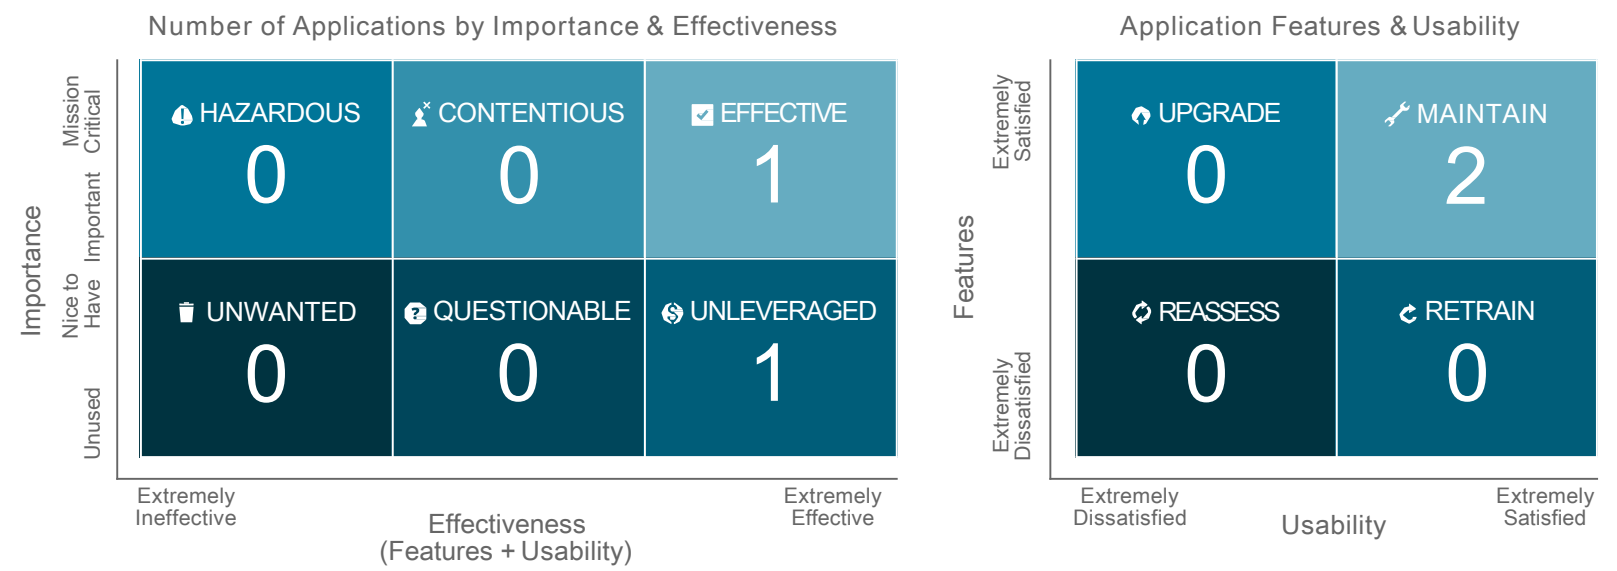 Number of Applications by Importance & Effectiveness
Importance
Mission
Critical
Important
Nice to
Have
Unused
HAZARDOUS
0
CONTENTIOUS
0
EFFECTIVE
1
UNWANTED
0
QUESTIONABLE
0
UNLEVERAGED
1
Extremely
Ineffective
Effectiveness
(Features + Usability)
Extremely
Effective
Application Features & Usability
Features
Extremely
Satisfied
Extremely
Dissatisfied
UPGRADE
0
MAINTAIN
2
REASSESS
0
RETRAIN
0
Extremely
Dissatisfied
Usability
Extremely
Satisfied